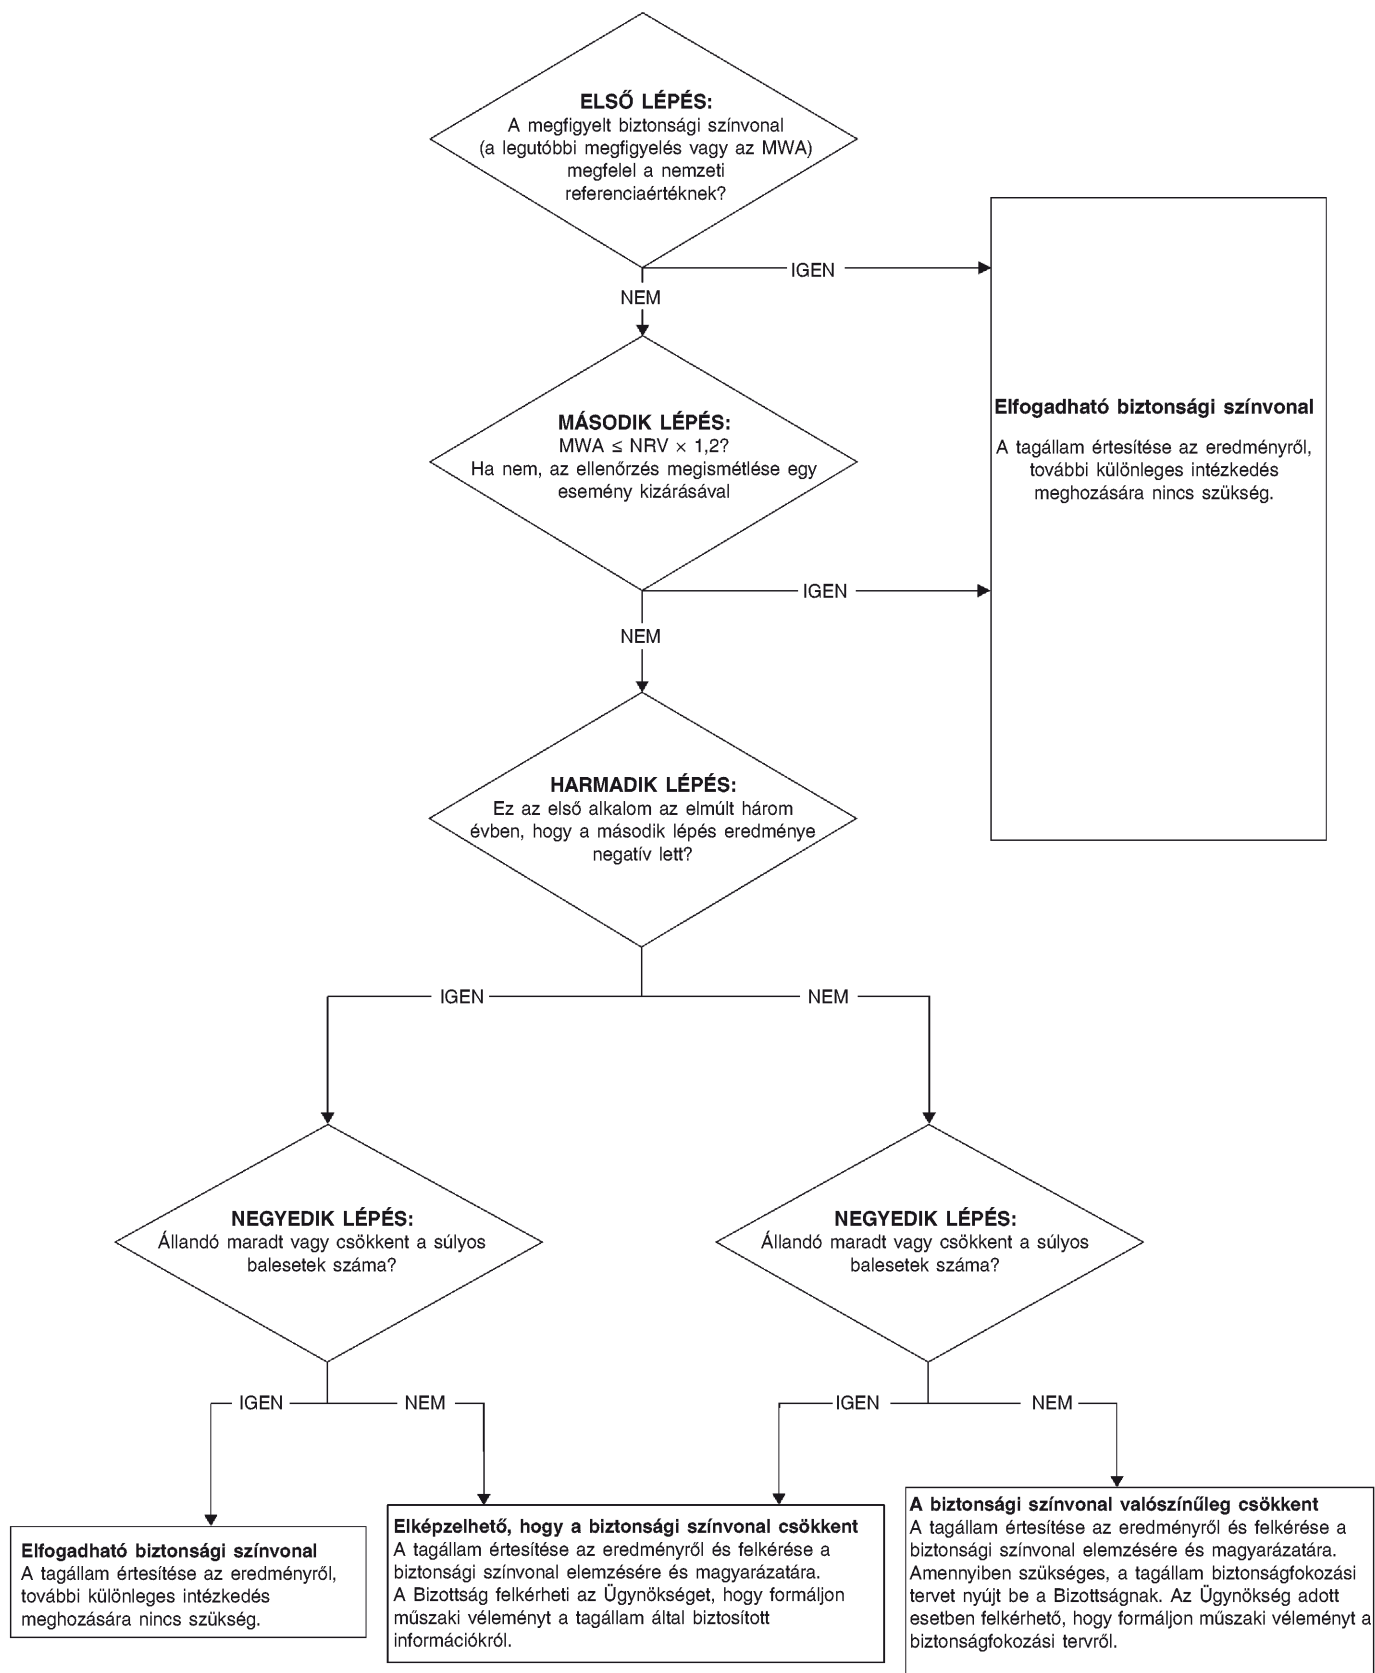 ELSŐ LÉPÉS:
A megfigyelt biztonsági színvonal
(a legutóbbi megfigyelés vagy az MWA)
megfelel a nemzeti
referenciaértéknek?
IGEN
NEM
Elfogadható biztonsági színvonal
A tagállam értesítése az eredményről,
további különleges intézkedés
meghozására nincs szükség.
MÁSODIK LÉPÉS:
MWA ≤ NRV × 1,2?
Ha nem, az ellenőrzés megismétlése egy
esemény kizárásával
IGEN
NEM
HARMADIK LÉPÉS:
Ez az első alkalom az elmúlt három
évben, hogy a második lépés eredménye
negatív lett?
IGEN
NEM
NEGYEDIK LÉPÉS:
Állandó maradt vagy csökkent a súlyos
balesetek száma?
NEGYEDIK LÉPÉS:
Állandó maradt vagy csökkent a súlyos
balesetek száma?
IGEN
NEM
IGEN
NEM
Elfogadható biztonsági színvonal
A tagállam értesítése az eredményről,
további különleges intézkedés
meghozására nincs szükség.
Elképzelhető, hogy a biztonsági színvonal csökkent
A tagállam értesítése az eredményről és felkérése a
biztonsági színvonal elemzésére és magyarázatára.
A Bizottság felkérheti az Ügynökséget, hogy formáljon
műszaki véleményt a tagállam által biztosított
információkról.
A biztonsági színvonal valószínűleg csökkent
A tagállam értesítése az eredményről és felkérése a
biztonsági színvonal elemzésére és magyarázatára.
Amennyiben szükséges, a tagállam biztonságfokozási
tervet nyújt be a Bizottságnak. Az Ügynökség adott
esetben felkérhető, hogy formáljon műszaki véleményt a
biztonságfokozási tervről.